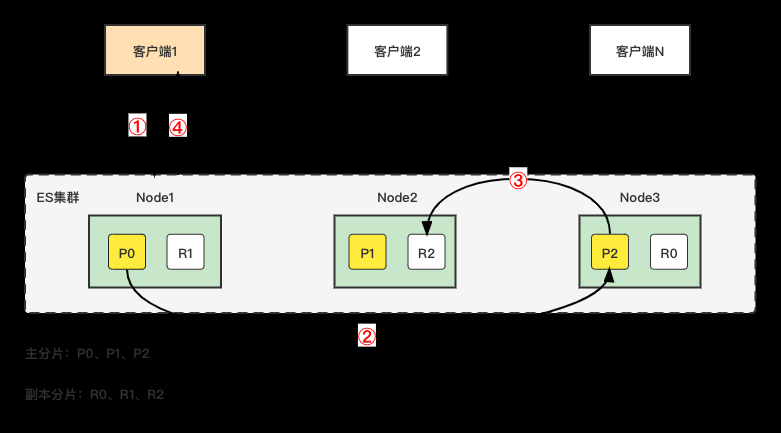 客户端1
客户端2
客户端N
①
④
③
ES集群
Node1
Node2
Node3
P0
R1
P1
R2
P2
R0
②
主分片：P0、P1、P2
副本分片：R0、R1、R2